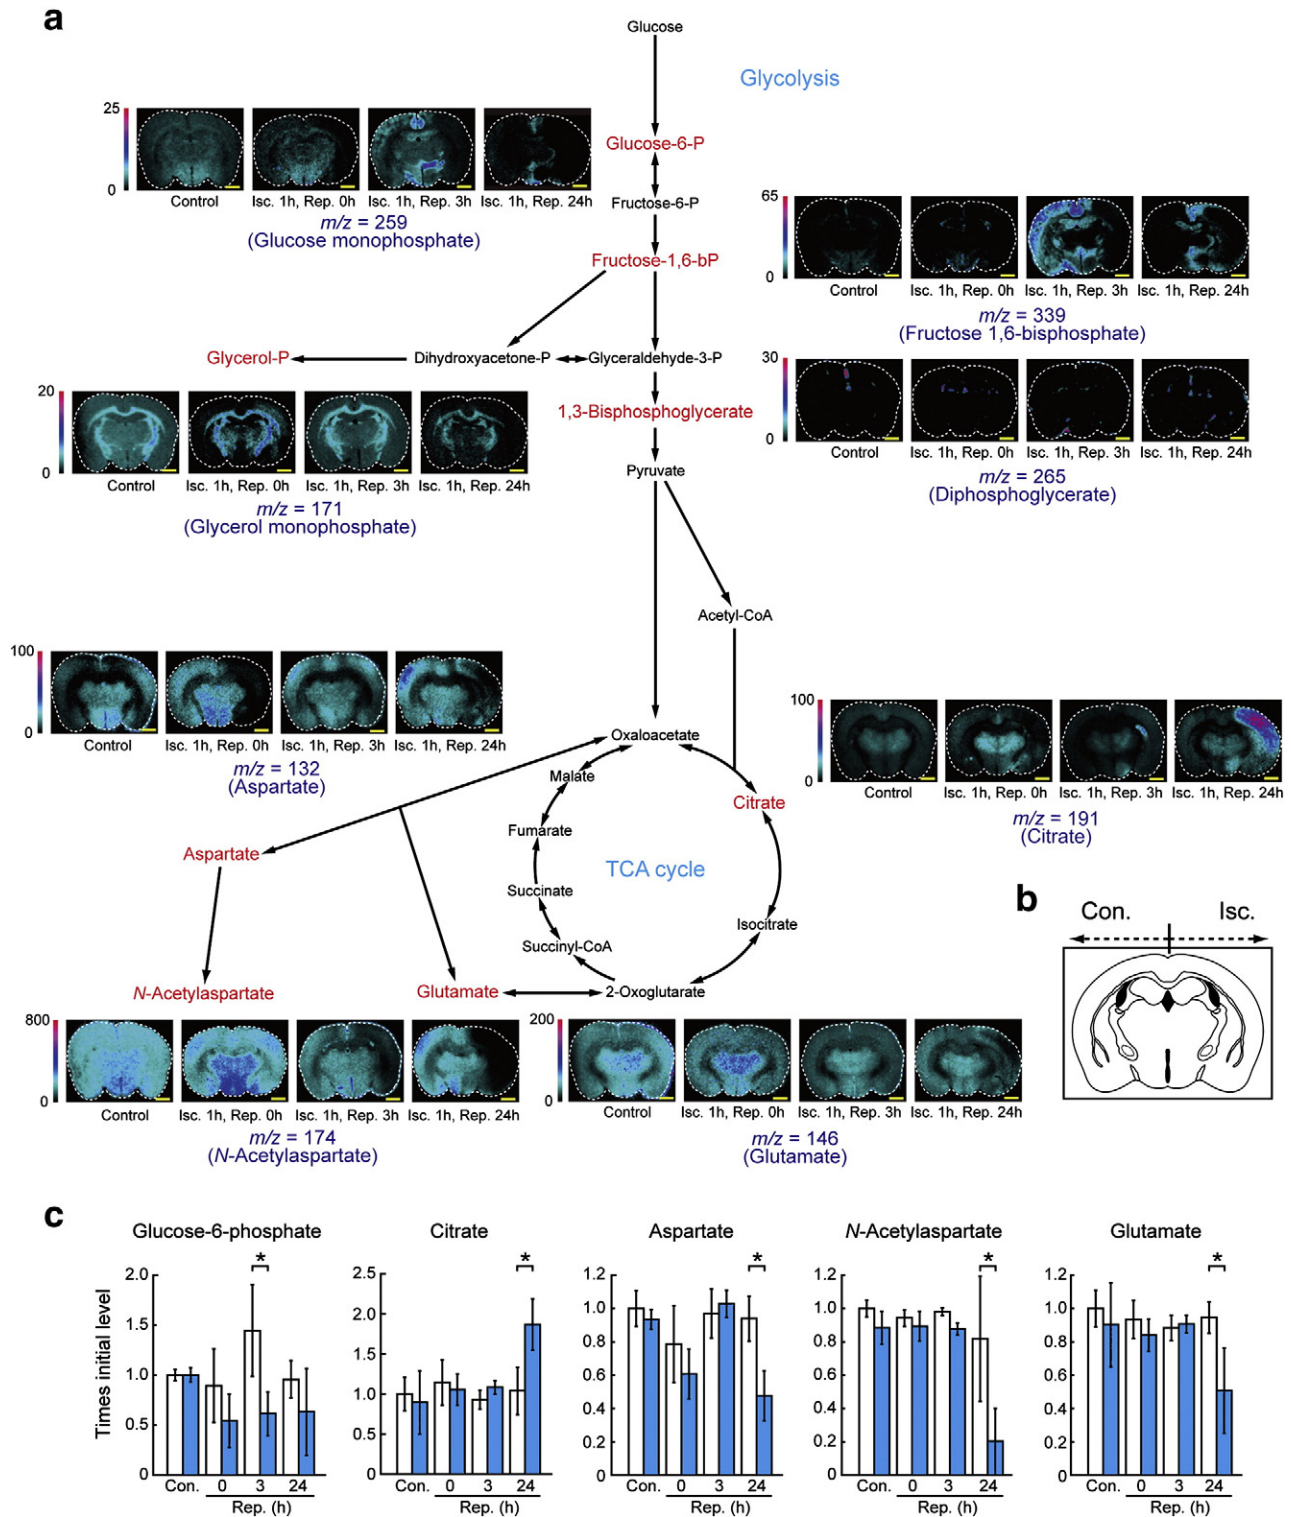 a
Glucose
Glycolysis
25
0
Control
Isc. 1h, Rep. 0h
Isc. 1h, Rep. 3h
Isc. 1h, Rep. 24h
m/z = 259
(Glucose monophosphate)
Glucose-6-P
Fructose-6-P
Fructose-1,6-bP
65
0
Control
Isc. 1h, Rep. 0h
Isc. 1h, Rep. 3h
Isc. 1h, Rep. 24h
m/z = 339
(Fructose 1,6-bisphosphate)
Glycerol-P
Dihydroxyacetone-P
Glyceraldehyde-3-P
20
0
Control
Isc. 1h, Rep. 0h
Isc. 1h, Rep. 3h
Isc. 1h, Rep. 24h
m/z = 171
(Glycerol monophosphate)
1,3-Bisphosphoglycerate
30
0
Control
Isc. 1h, Rep. 0h
Isc. 1h, Rep. 3h
Isc. 1h, Rep. 24h
m/z = 265
(Diphosphoglycerate)
Pyruvate
Acetyl-CoA
100
0
Control
Isc. 1h, Rep. 0h
Isc. 1h, Rep. 3h
Isc. 1h, Rep. 24h
m/z = 132
(Aspartate)
100
0
Control
Isc. 1h, Rep. 0h
Isc. 1h, Rep. 3h
Isc. 1h, Rep. 24h
m/z = 191
(Citrate)
Oxaloacetate
Malate
Citrate
Fumarate
Aspartate
TCA cycle
Succinate
Isocitrate
Succinyl-CoA
N-Acetylaspartate
Glutamate
2-Oxoglutarate
800
0
Control
Isc. 1h, Rep. 0h
Isc. 1h, Rep. 3h
Isc. 1h, Rep. 24h
m/z = 174
(N-Acetylaspartate)
200
0
Control
Isc. 1h, Rep. 0h
Isc. 1h, Rep. 3h
Isc. 1h, Rep. 24h
m/z = 146
(Glutamate)
b
Con.
Isc.
c
Times initial level
Glucose-6-phosphate
*
2.0
1.5
1.0
0.5
0
Con. 0 3 24
Rep. (h)
Citrate
*
2.5
2.0
1.5
1.0
0.5
0
Con. 0 3 24
Rep. (h)
Aspartate
*
1.2
1.0
0.8
0.6
0.4
0.2
0
Con. 0 3 24
Rep. (h)
N-Acetylaspartate
*
1.2
1.0
0.8
0.6
0.4
0.2
0
Con. 0 3 24
Rep. (h)
Glutamate
*
1.2
1.0
0.8
0.6
0.4
0.2
0
Con. 0 3 24
Rep. (h)